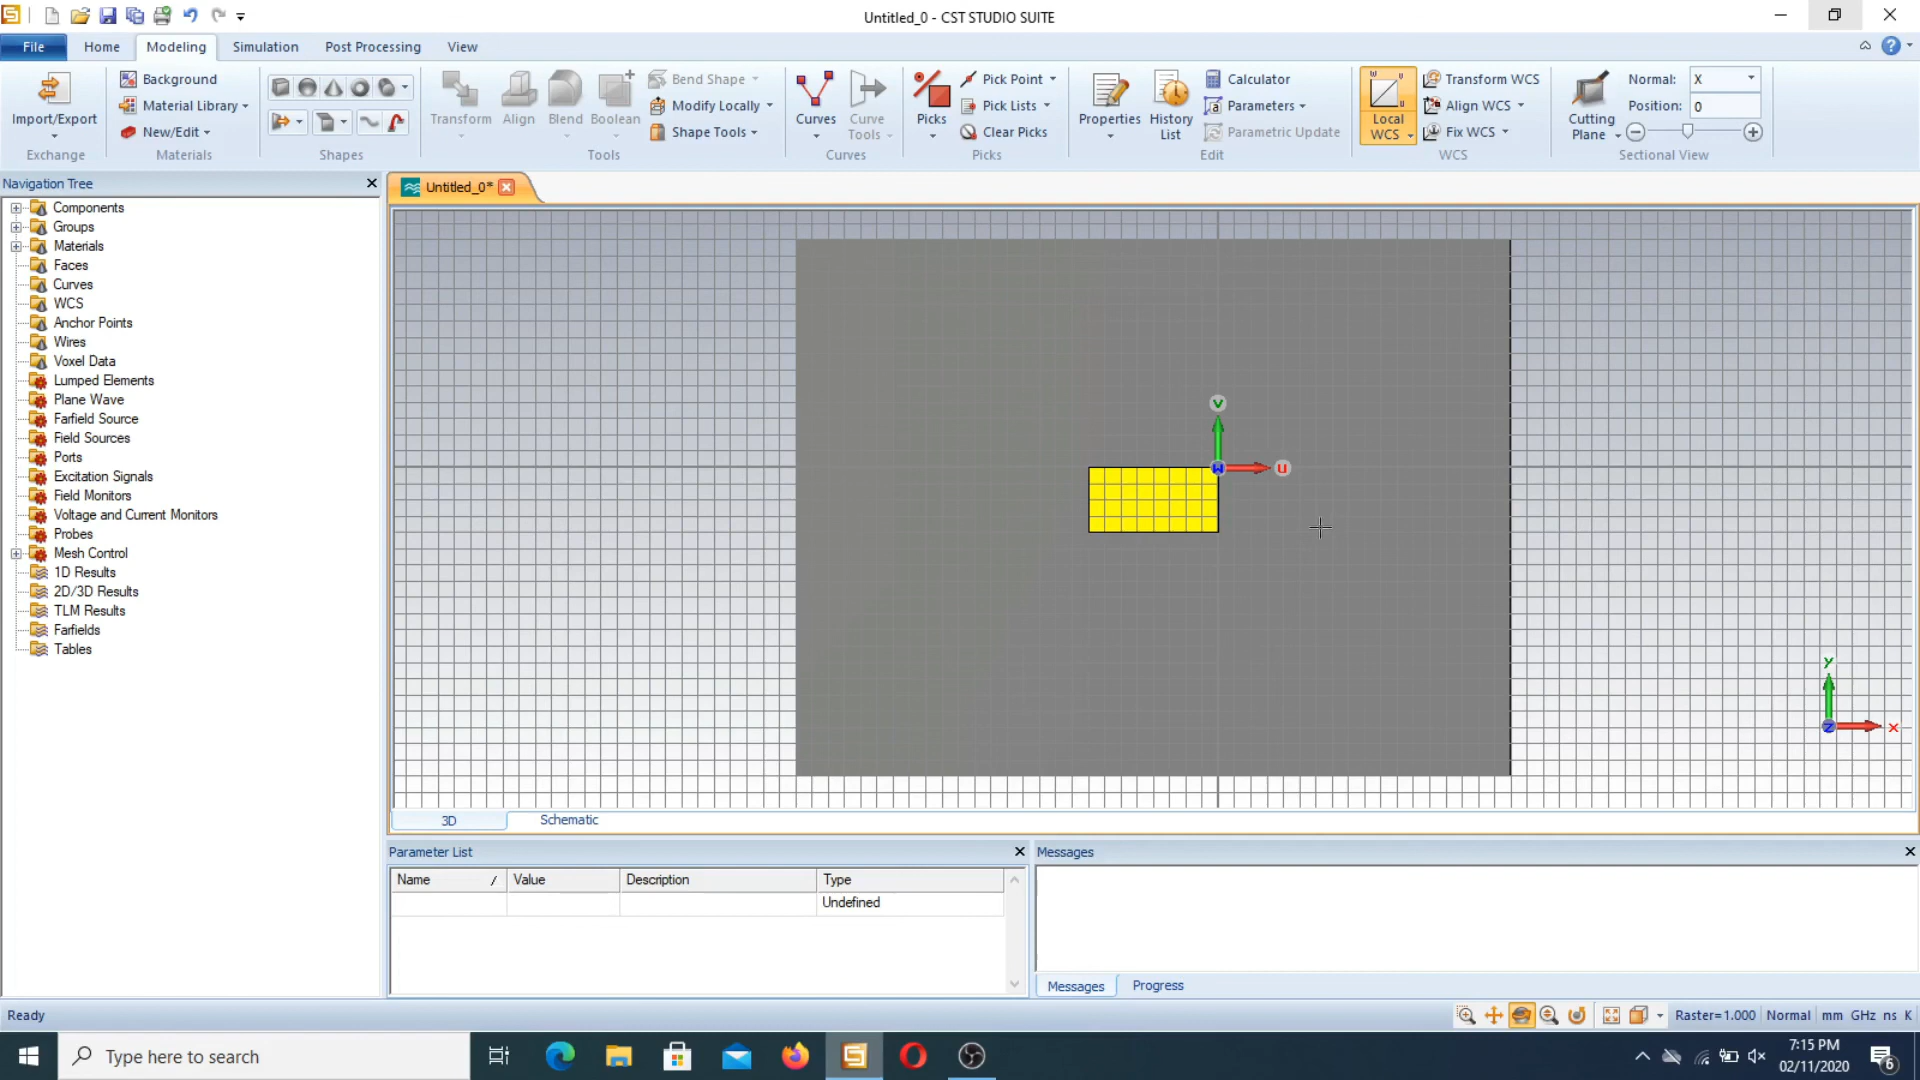 Untitled_0 - CST STUDIO SUITE
File Home Modeling Simulation Post Processing View
Import/Export
Exchange
Background
Material Library
New/Edit
Materials
Shapes
Transform Align Blend Boolean
Bend Shape
Modify Locally
Shape Tools
Tools
Curves
Curve
Tools
Curves
Picks
Pick Point
Pick Lists
Clear Picks
Picks
Properties
History
List
Calculator
Parameters
Parametric Update
Edit
Local
WCS
Transform WCS
Align WCS
Fix WCS
WCS
Cutting
Plane
Normal: X
Position: 0
Sectional View
Navigation Tree
Components
Groups
Materials
Faces
Curves
WCS
Anchor Points
Wires
Voxel Data
Lumped Elements
Plane Wave
Farfield Source
Field Sources
Ports
Excitation Signals
Field Monitors
Voltage and Current Monitors
Probes
Mesh Control
1D Results
2D/3D Results
TLM Results
Farfields
Tables
Untitled_0*
v
w
u
y
z
x
3D Schematic
Parameter List
Name / Value Description Type
Undefined
Messages
Messages Progress
Ready
Raster=1.000 Normal mm GHz ns K
Type here to search
7:15 PM
02/11/2020
6